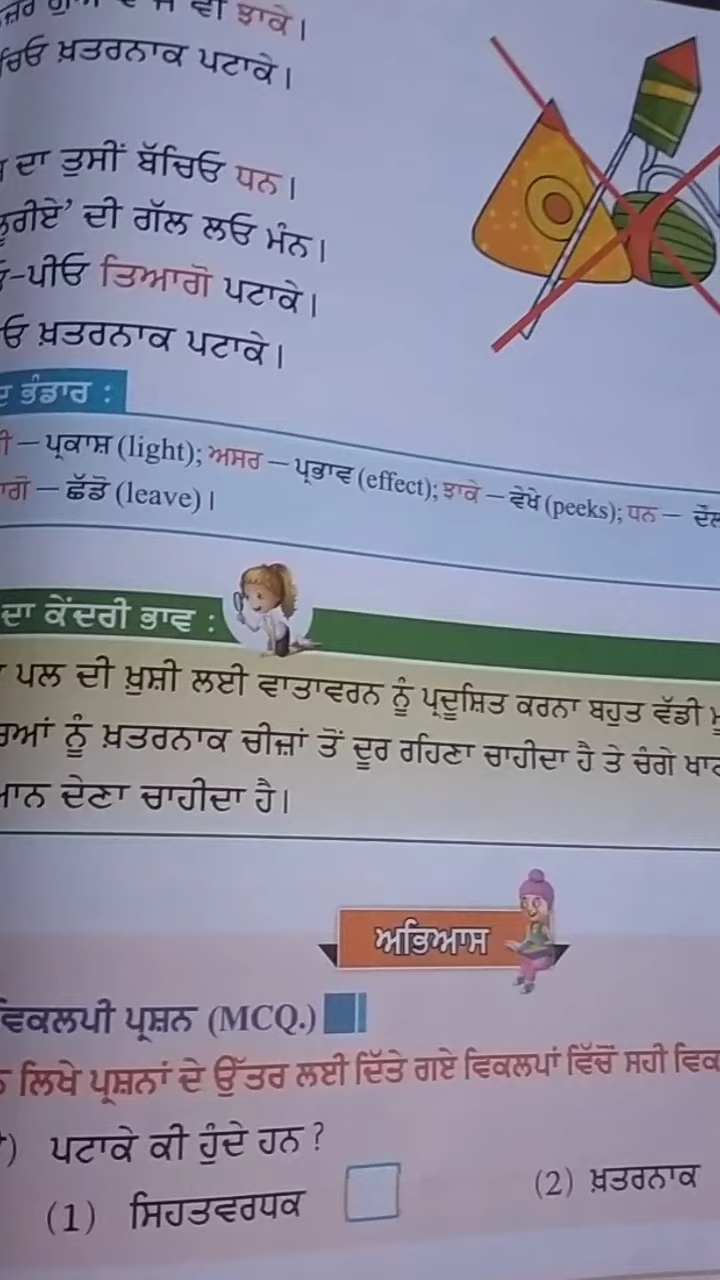 ਵੀ ਝਾਕੇ।
ਖ਼ਤਰਨਾਕ ਪਟਾਕੇ।
ਦਾ ਤੁਸੀਂ ਬੱਚਿਓ ਧਨ।
ਦੀ ਗੱਲ ਲਓ ਮੰਨ।
-ਪੀਓ ਤਿਆਗੋ ਪਟਾਕੇ।
ਓ ਖ਼ਤਰਨਾਕ ਪਟਾਕੇ।
ਭੰਡਾਰ :
– ਪ੍ਰਕਾਸ਼ (light); ਅਸਰ – ਪ੍ਰਭਾਵ (effect); ਝਾਕੇ – ਵੇਖੇ (peeks); ਧਨ –
– ਛੱਡੋ (leave)।
ਦਾ ਕੇਂਦਰੀ ਭਾਵ :
ਪਲ ਦੀ ਖ਼ੁਸ਼ੀ ਲਈ ਵਾਤਾਵਰਨ ਨੂੰ ਪ੍ਰਦੂਸ਼ਿਤ ਕਰਨਾ ਬਹੁਤ ਵੱਡੀ
ਨੂੰ ਖ਼ਤਰਨਾਕ ਚੀਜ਼ਾਂ ਤੋਂ ਦੂਰ ਰਹਿਣਾ ਚਾਹੀਦਾ ਹੈ ਤੇ ਚੰਗੇ
ਦੇਣਾ ਚਾਹੀਦਾ ਹੈ।
ਅਭਿਆਸ
ਵਿਕਲਪੀ ਪ੍ਰਸ਼ਨ (MCQ.)
ਲਿਖੇ ਪ੍ਰਸ਼ਨਾਂ ਦੇ ਉੱਤਰ ਲਈ ਦਿੱਤੇ ਗਏ ਵਿਕਲਪਾਂ ਵਿੱਚੋਂ ਸਹੀ
) ਪਟਾਕੇ ਕੀ ਹੁੰਦੇ ਹਨ ?
(1) ਸਿਹਤਵਰਧਕ (2) ਖ਼ਤਰਨਾਕ